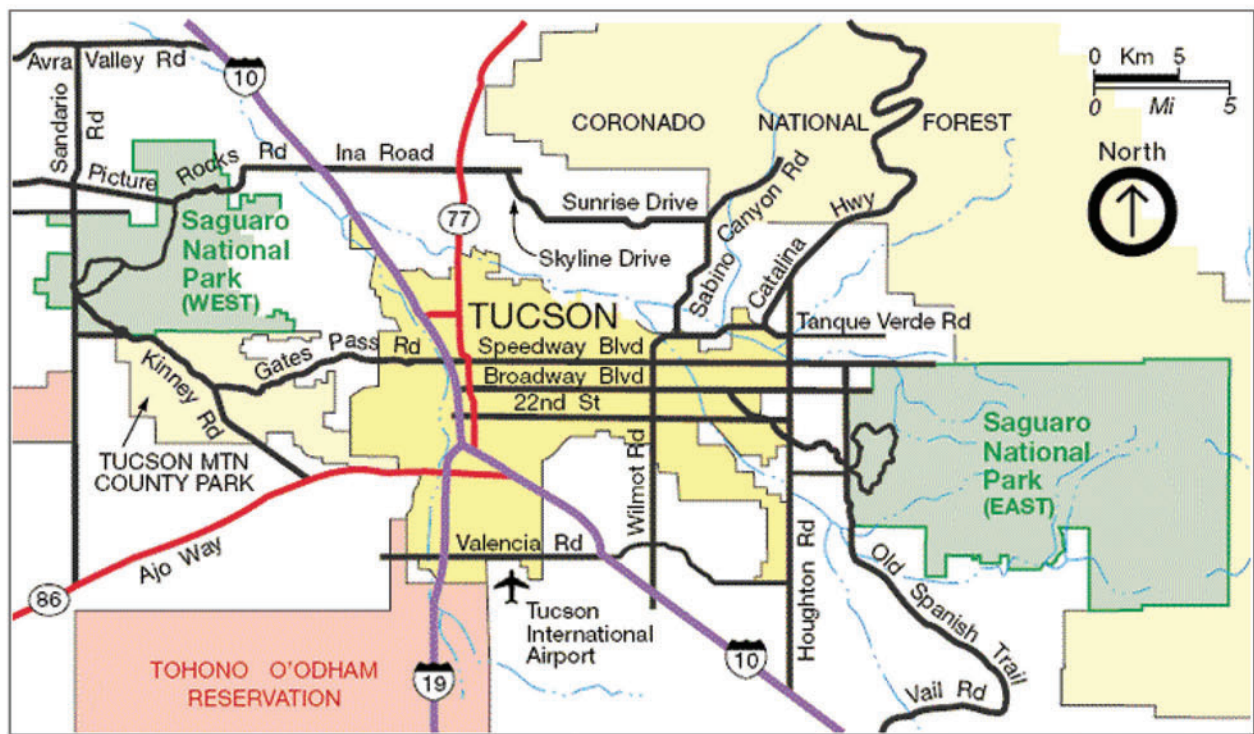 Avra Valley Rd
Sandario
Rd
10
CORONADO NATIONAL FOREST
0 Km 5
0 Mi 5
North
Picture Rocks Rd
Ina Road
77
Sunrise Drive
Skyline Drive
Sabino Canyon Rd
Catalina Hwy
Saguaro
National
Park
(WEST)
TUCSON
Tanque Verde Rd
Speedway Blvd
Gates Pass Rd
Broadway Blvd
22nd St
Kinney Rd
TUCSON MTN
COUNTY PARK
Wilmot Rd
Saguaro
National
Park
(EAST)
Ajo Way
86
Valencia Rd
Houghton Rd
Old Spanish Trail
Tucson
International
Airport
TOHONO O'ODHAM
RESERVATION
19
10
Vail Rd